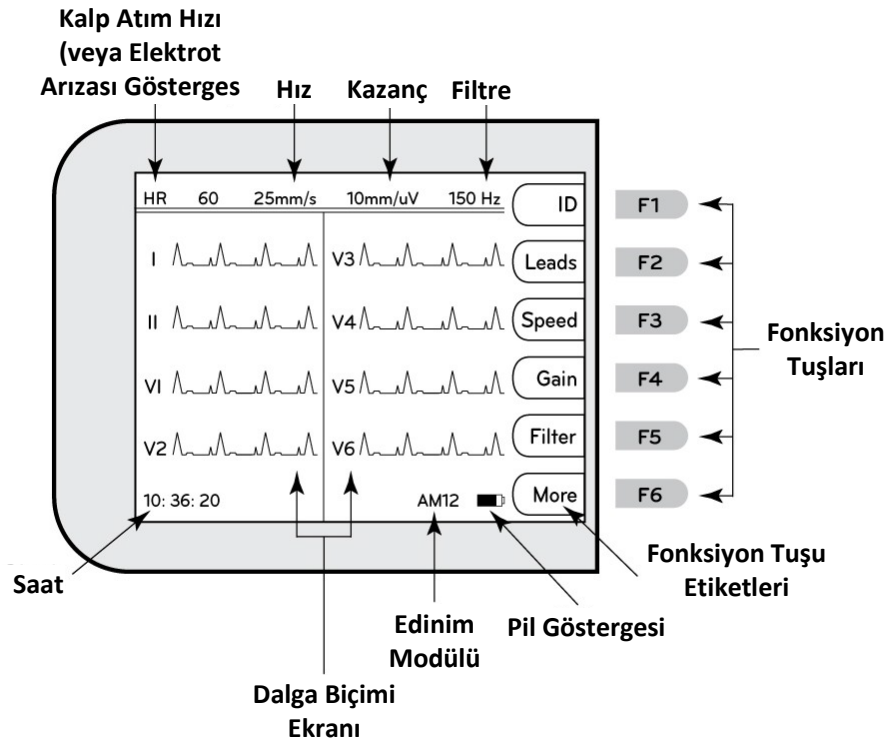 Kalp Atım Hızı
(veya Elektrot
Arızası Gösterges
Hız
Kazanç
Filtre
HR 60 25mm/s 10mm/uV 150 Hz
ID
F1
I
V3
Leads
F2
II
V4
Speed
F3
VI
V5
Gain
F4
V2
V6
Filter
F5
10: 36: 20
AM12
More
F6
Fonksiyon
Tuşları
Saat
Edinim
Modülü
Pil Göstergesi
Fonksiyon Tuşu
Etiketleri
Dalga Biçimi
Ekranı